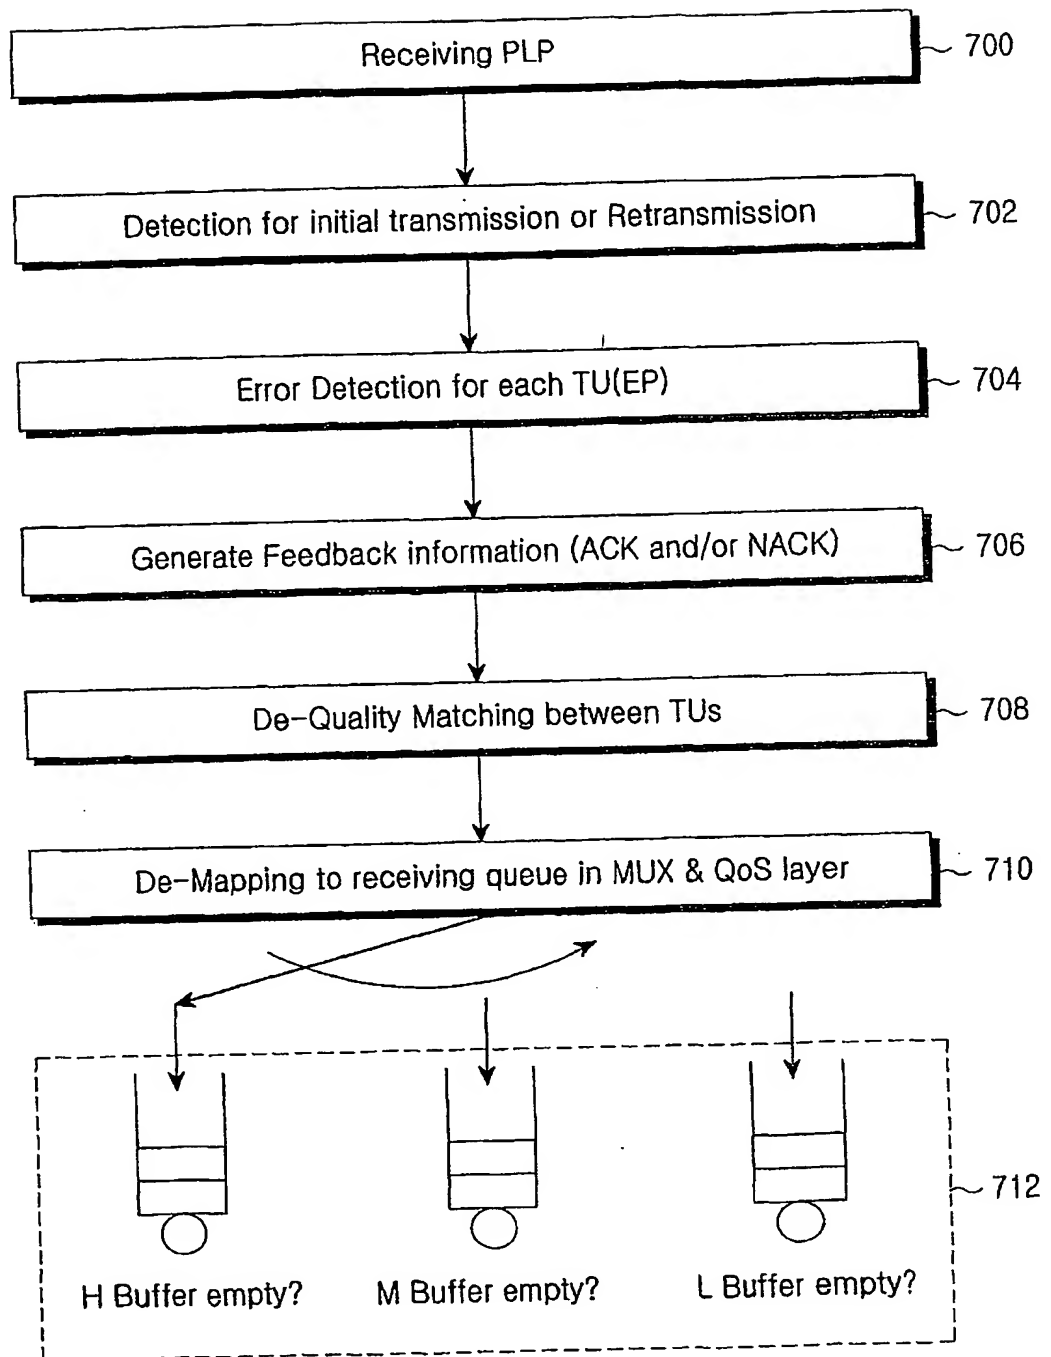 Receiving PLP
700
Detection for initial transmission or Retransmission
702
Error Detection for each TU(EP)
704
Generate Feedback information (ACK and/or NACK)
706
De-Quality Matching between TUs
708
De-Mapping to receiving queue in MUX & QoS layer
710
712
H Buffer empty?
M Buffer empty?
L Buffer empty?